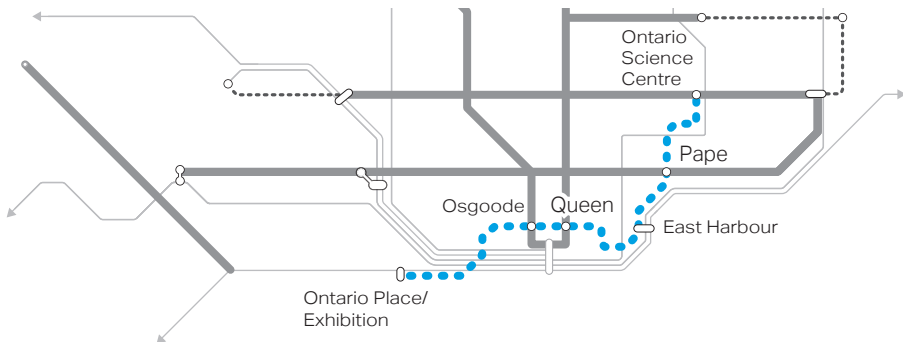 Ontario
Science
Centre
Pape
Osgoode
Queen
East Harbour
Ontario Place/
Exhibition